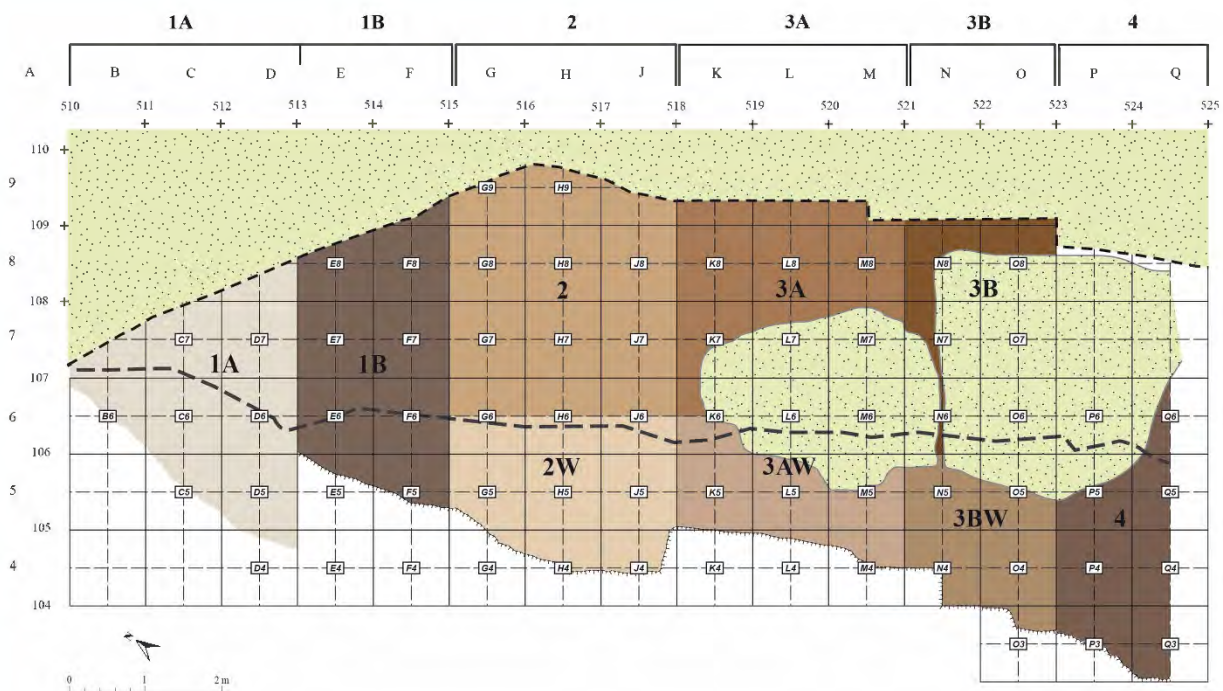 1A 1B 2 3A 3B 4
A B C D E F G H J K L M N O P Q
510 511 512 513 514 515 516 517 518 519 520 521 522 523 524 525
110
9 G9 H9
109
8 E8 F8 G8 H8 J8 K8 L8 M8 N8 O8
2 3A 3B
108
7 C7 D7 E7 F7 G7 H7 J7 K7 L7 M7 N7 O7
1A 1B
107
6 B6 C6 D6 E6 F6 G6 H6 J6 K6 L6 M6 N6 O6 P6 Q6
106
2W 3AW
5 C5 D5 E5 F5 G5 H5 J5 K5 L5 M5 N5 O5 P5 Q5
3BW 4
105
4 D4 E4 F4 G4 H4 J4 K4 L4 M4 N4 O4 P4 Q4
104
O3 P3 Q3
0 1 2 m